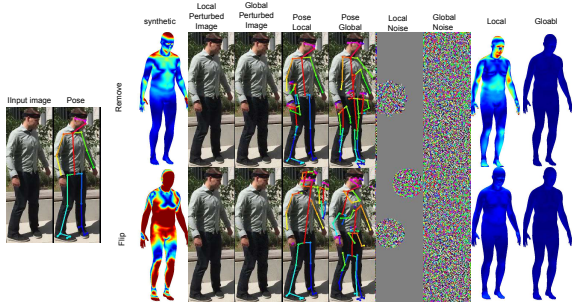 synthetic
Local
Perturbed
Image
Global
Perturbed
Image
Pose
Local
Pose
Global
Local
Noise
Global
Noise
Local
Gloabl
IInput image
Pose
Remove
Flip